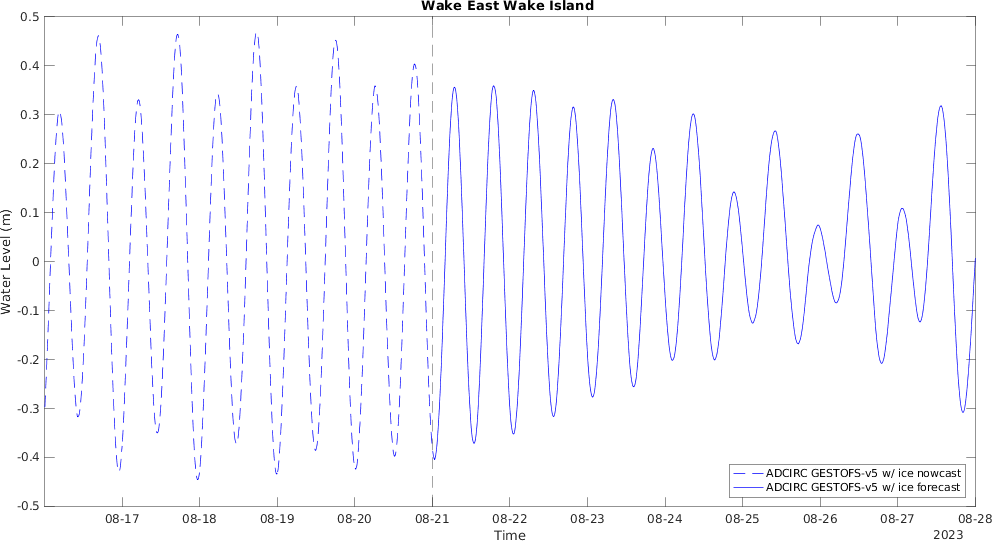 Wake East Wake Island
0.5
0.4
0.3
0.2
0.1
0
-0.1
-0.2
-0.3
-0.4
-0.5
Water Level (m)
ADCIRC GESTOFS-v5 w/ ice nowcast
ADCIRC GESTOFS-v5 w/ ice forecast
08-17 08-18 08-19 08-20 08-21 08-22 08-23 08-24 08-25 08-26 08-27 08-28
Time
2023